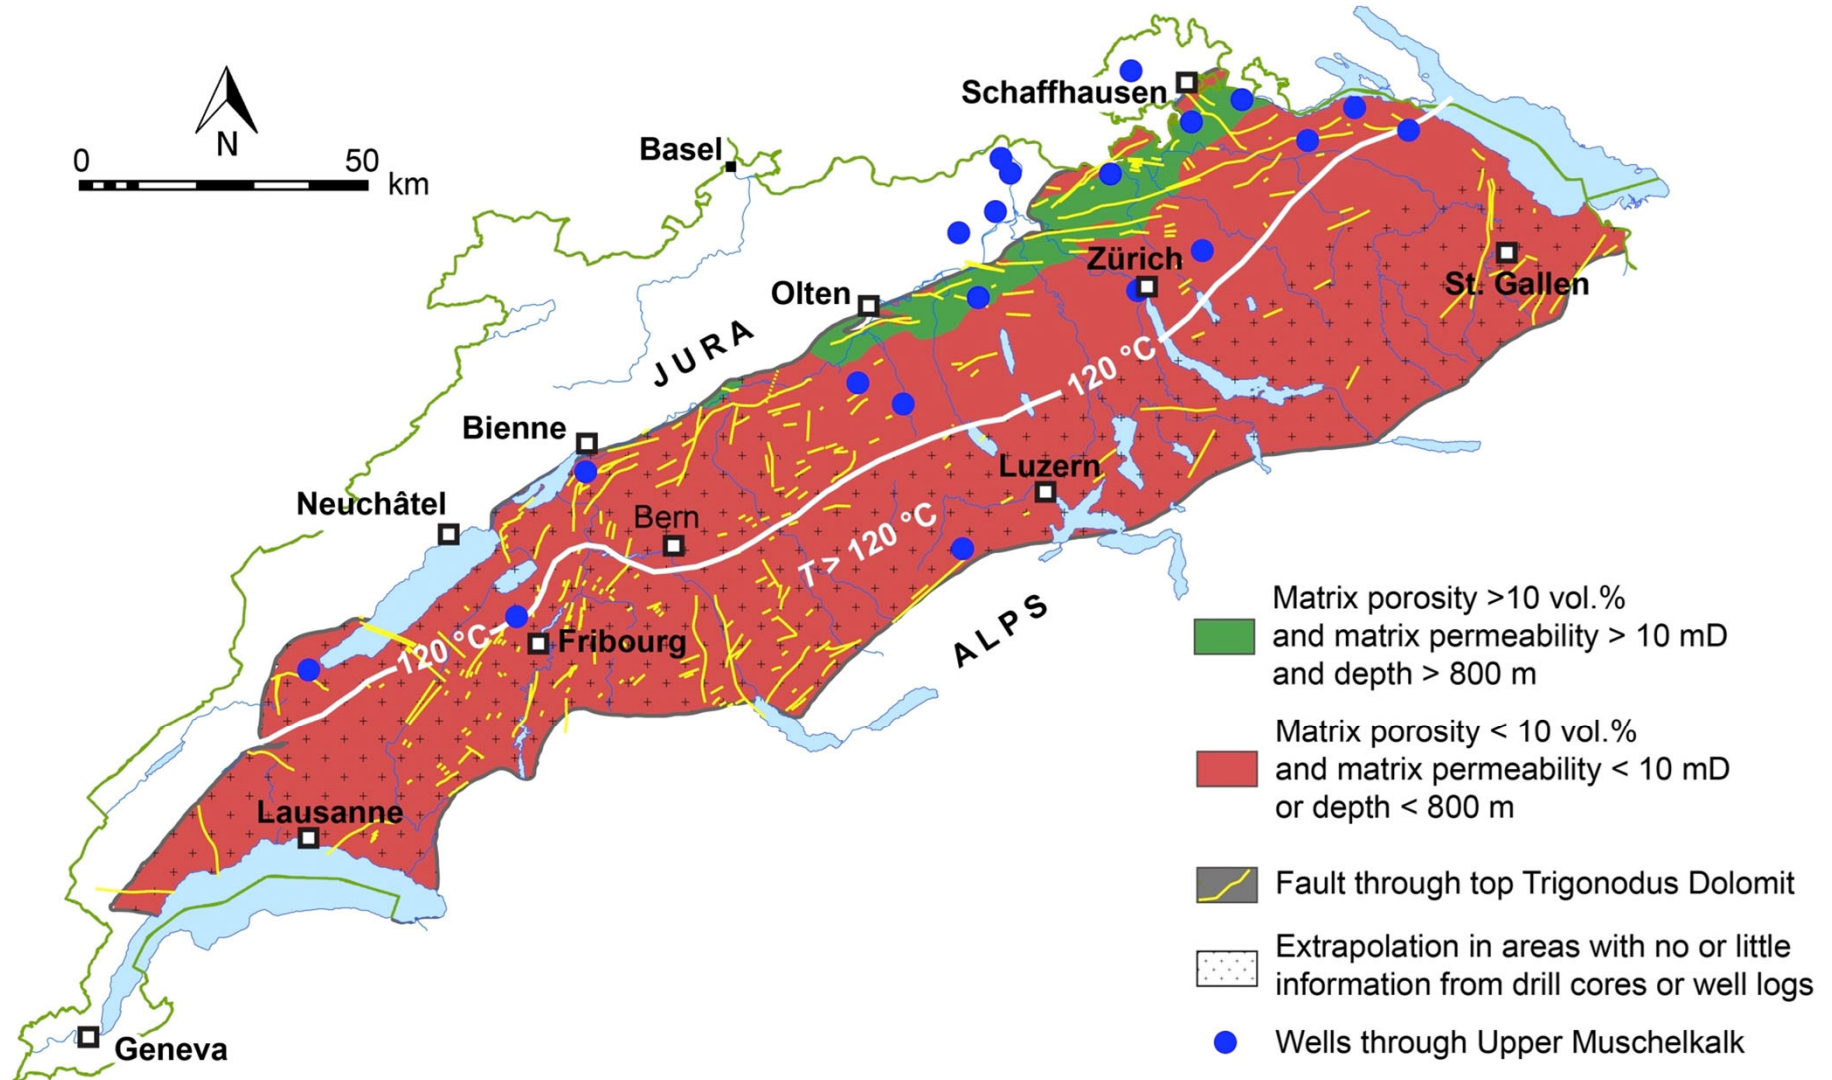 Schaffhausen
N
Basel
0 50 km
Zürich
St. Gallen
Olten
JURA
120 °C
Bienne
Luzern
Neuchâtel
Bern
T > 120 °C
ALPS
Fribourg
120 °C
Lausanne
Geneva
Matrix porosity >10 vol.%
and matrix permeability > 10 mD
and depth > 800 m
Matrix porosity < 10 vol.%
and matrix permeability < 10 mD
or depth < 800 m
Fault through top Trigonodus Dolomit
Extrapolation in areas with no or little
information from drill cores or well logs
Wells through Upper Muschelkalk